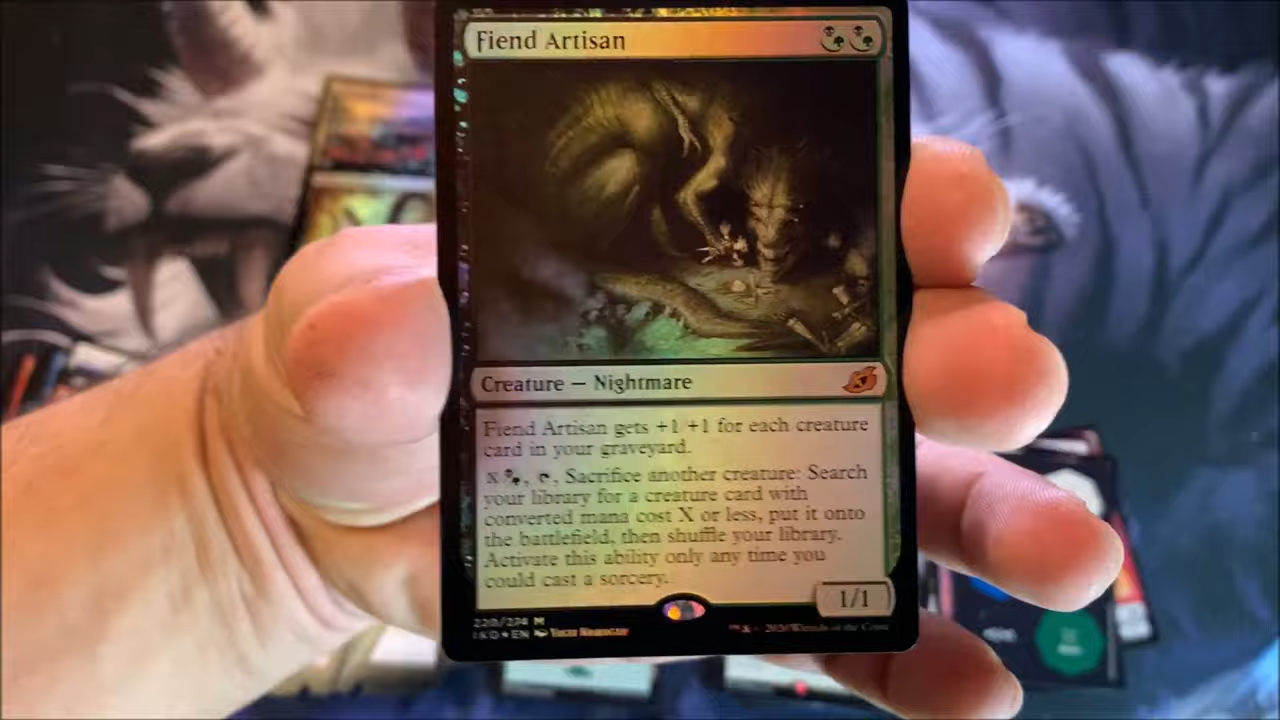 Fiend Artisan
Creature — Nightmare
Fiend Artisan gets +1/+1 for each creature
card in your graveyard.
X , , Sacrifice another creature: Search
your library for a creature card with
converted mana cost X or less, put it onto
the battlefield, then shuffle your library.
Activate this ability only any time you
could cast a sorcery.
1/1
220/274 M
IKO EN
™ & 2020 Wizards of the Coast